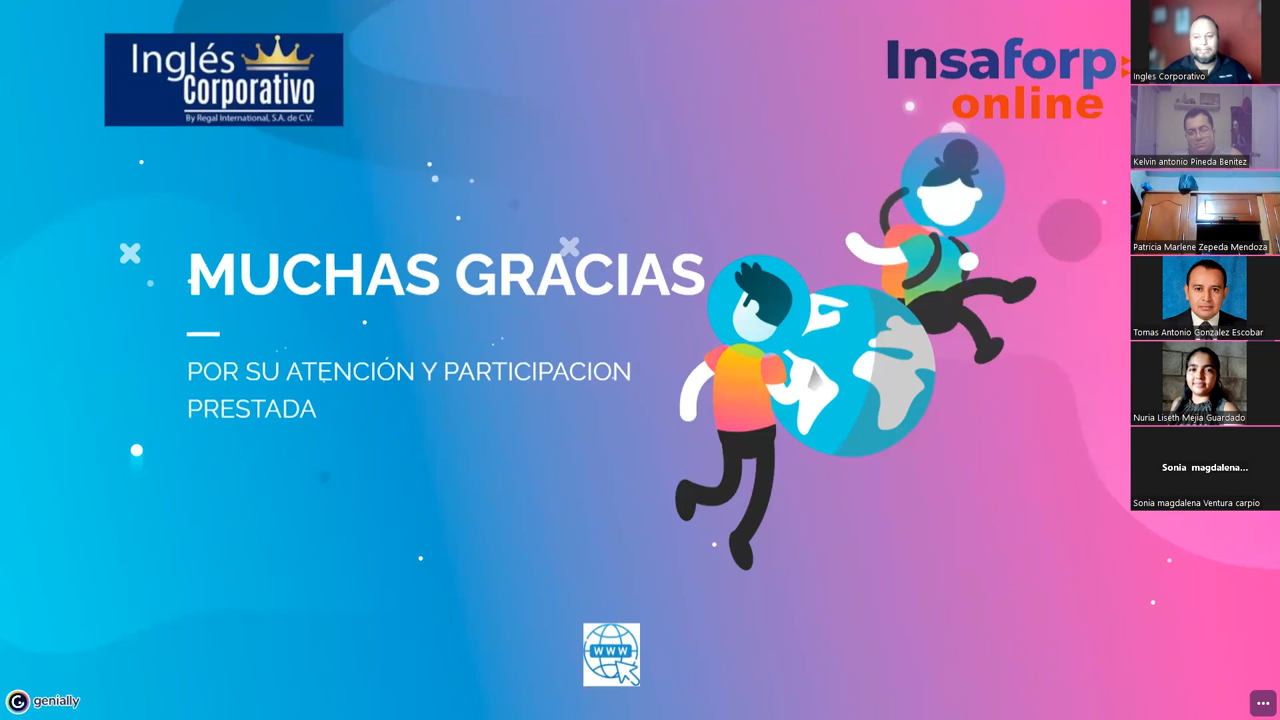 Inglés
Corporativo
By Regal International, S.A. de C.V.
Insaforp
online
MUCHAS GRACIAS
POR SU ATENCIÓN Y PARTICIPACION
PRESTADA
WWW
genially
Ingles Corporativo
Kelvin antonio Pineda Benitez
Patricia Marlene Zepeda Mendoza
Tomas Antonio Gonzalez Escobar
Nuria Liseth Mejia Guardado
Sonia magdalena...
Sonia magdalena Ventura carpio